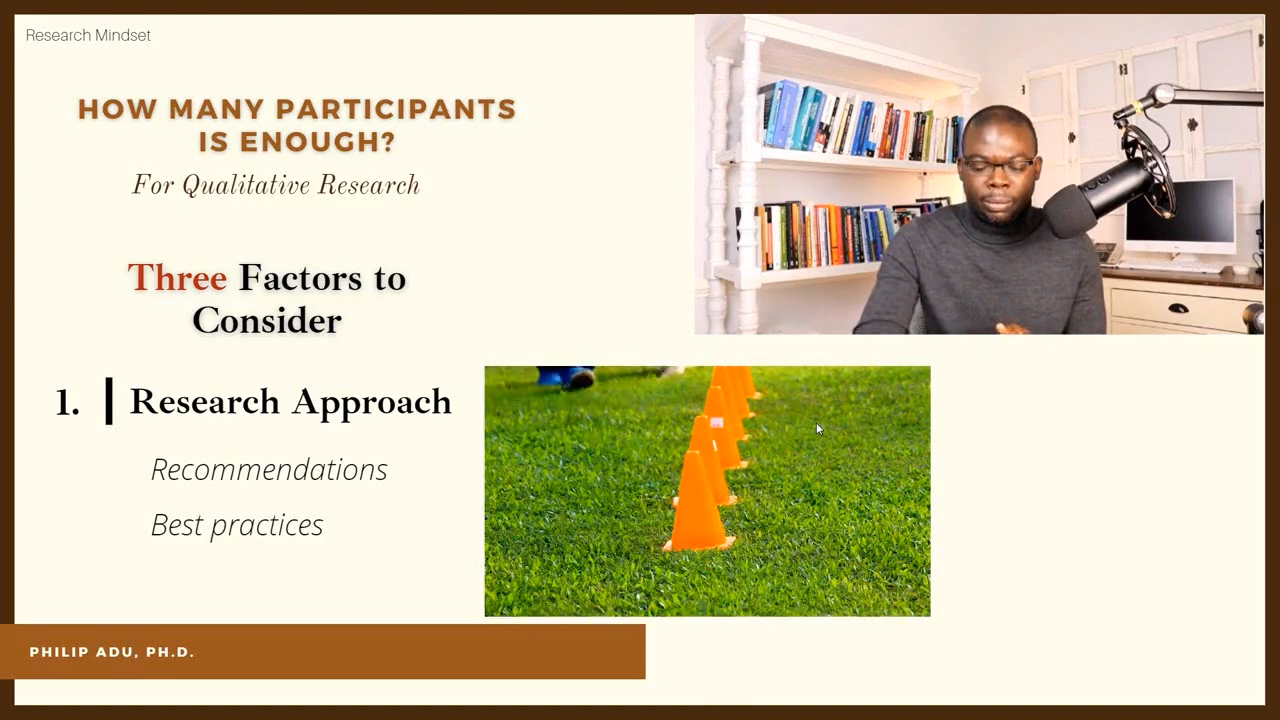 Research Mindset
HOW MANY PARTICIPANTS
IS ENOUGH?
For Qualitative Research
Three Factors to
Consider
1. Research Approach
Recommendations
Best practices
PHILIP ADU, PH.D.